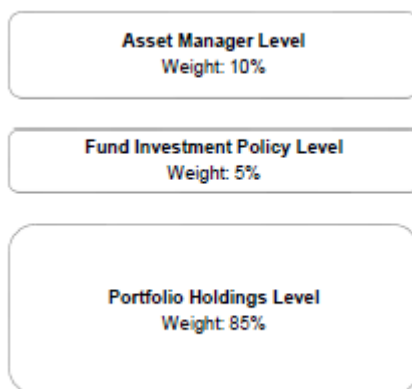 Asset Manager Level
Weight: 10%
Fund Investment Policy Level
Weight: 5%
Portfolio Holdings Level
Weight: 85%